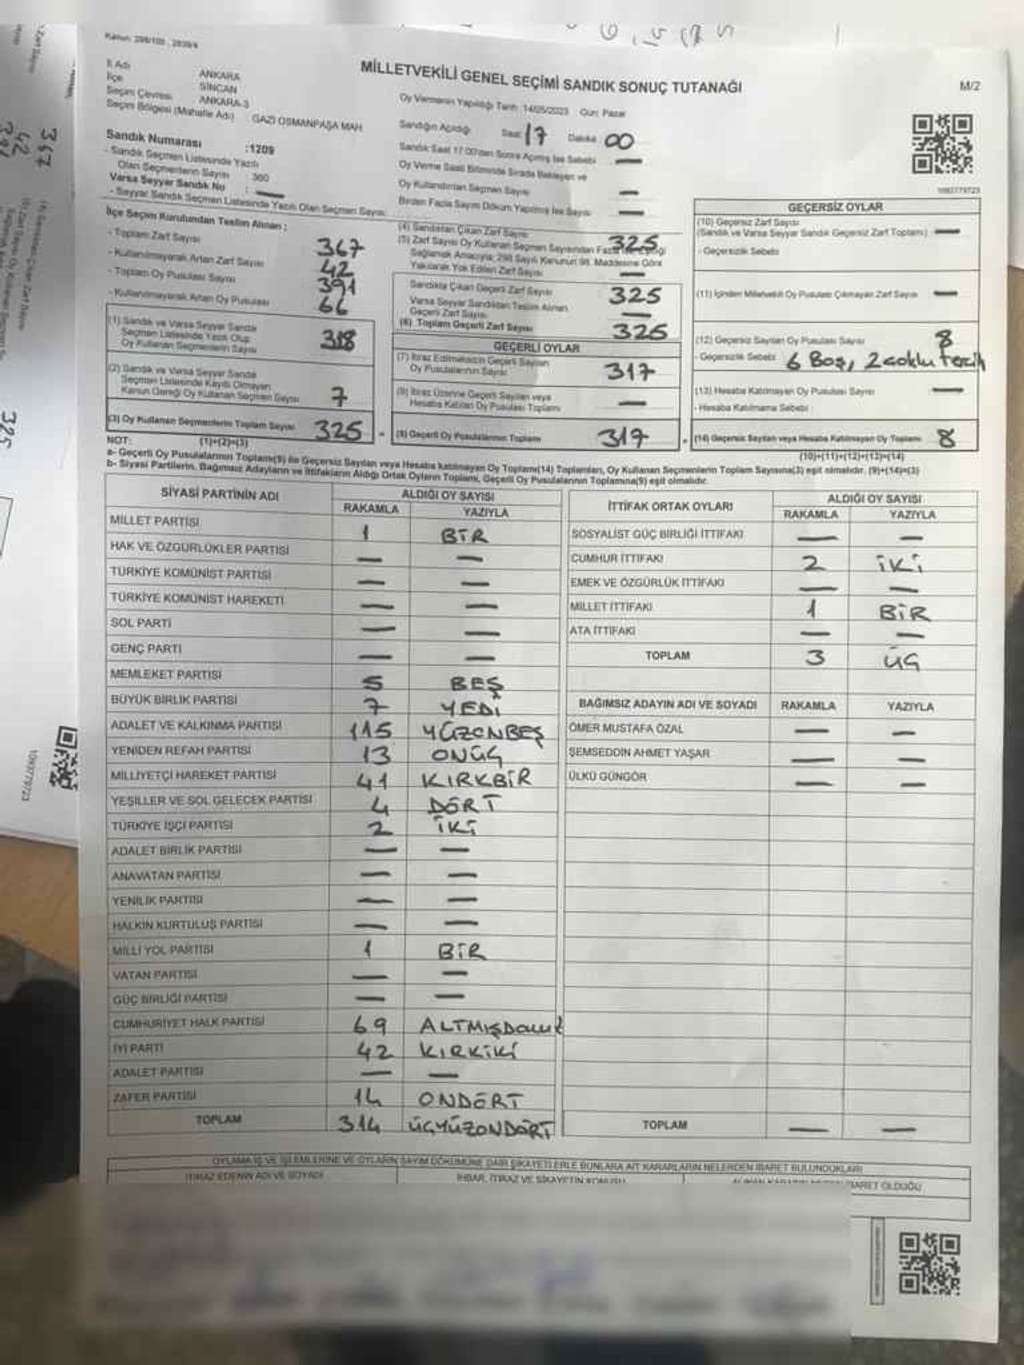 MİLLETVEKİLİ GENEL SEÇİMİ SANDIK SONUÇ TUTANAĞI
M/2
İl Adı ANKARA
İlçe SİNCAN
Seçim Çevresi ANKARA-3
Seçim Bölgesi (Mahalle Adı) : GAZİ OSMANPAŞA MAH
Oy Vermenin Yapıldığı Tarih :14/05/2023 Gün: Pazar
Sandığın Açıldığı Saat 17 Dakika 00
Sandık Numarası :1209
- Sandık Seçmen Listesinde Yazılı
Olan Seçmenlerin Sayısı : 360
Varsa Seyyar Sandık No : —
- Seyyar Sandık Seçmen Listesinde Yazılı Olan Seçmen Sayısı
Sandık Saat 17:00'dan Sonra Açılmış İse Sebebi —
Oy Verme Saati Bitiminde Sırada Bekleyen ve
Oy Kullandırılan Seçmen Sayısı —
Birden Fazla Sayım Döküm Yapılmış İse Sayısı —
İlçe Seçim Kurulundan Teslim Alınan ;
- Toplam Zarf Sayısı 367
- Kullanılmayarak Artan Zarf Sayısı 42
- Toplam Oy Pusulası Sayısı 391
- Kullanılmayarak Artan Oy Pusulası 66
(1) Sandık ve Varsa Seyyar Sandık
Seçmen Listesinde Yazılı Olup
Oy Kullanan Seçmenlerin Sayısı 318
(2) Sandık ve Varsa Seyyar Sandık
Seçmen Listesinde Kayıtlı Olmayan
Kanun Gereği Oy Kullanan Seçmen Sayısı 7
(3) Oy Kullanan Seçmenlerin Toplam Sayısı 325
(1)+(2)=(3)
(4) Sandıktan Çıkan Zarf Sayısı 325
(5) Zarf Sayısı Oy Kullanan Seçmen Sayısından Fazla
Sağlamak Amacıyla; 298 Sayılı Kanunun 98. Maddesine Göre
Yakılarak Yok Edilen Zarf Sayısı —
Sandıkta Çıkan Geçerli Zarf Sayısı 325
Varsa Seyyar Sandıktan Teslim Alınan
Geçerli Zarf Sayısı —
(6) Toplam Geçerli Zarf Sayısı 325
GEÇERLİ OYLAR
(7) İtiraz Edilmeksizin Geçerli Sayılan
Oy Pusulalarının Sayısı 317
(8) İtiraz Üzerine Geçerli Sayılan veya
Hesaba Katılan Oy Pusulası Toplamı —
(9) Geçerli Oy Pusulalarının Toplamı 317
1093779723
GEÇERSİZ OYLAR
(10) Geçersiz Zarf Sayısı
(Sandık ve Varsa Seyyar Sandık Geçersiz Zarf Toplamı) —
- Geçersizlik Sebebi
(11) İçinden Milletvekili Oy Pusulası Çıkmayan Zarf Sayısı —
(12) Geçersiz Sayılan Oy Pusulası Sayısı 8
- Geçersizlik Sebebi 6 Boş, 2 çoklu tercih
(13) Hesaba Katılmayan Oy Pusulası Sayısı —
- Hesaba Katılmama Sebebi
(14) Geçersiz Sayılan veya Hesaba Katılmayan Oy Toplamı 8
(10)+(11)+(12)+(13)=(14)
NOT:
a- Geçerli Oy Pusulalarının Toplamı(9) ile Geçersiz Sayılan veya Hesaba katılmayan Oy Toplamı(14) Toplamları, Oy Kullanan Seçmenlerin Toplam Sayısına(3) eşit olmalıdır. (9)+(14)=(3)
b- Siyasi Partilerin, Bağımsız Adayların ve İttifakların Aldığı Ortak Oyların Toplamı, Geçerli Oy Pusulalarının Toplamına(9) eşit olmalıdır.
SİYASİ PARTİNİN ADI ALDIĞI OY SAYISI
RAKAMLA YAZIYLA
MİLLET PARTİSİ 1 BİR
HAK VE ÖZGÜRLÜKLER PARTİSİ — —
TÜRKİYE KOMÜNİST PARTİSİ — —
TÜRKİYE KOMÜNİST HAREKETİ — —
SOL PARTİ — —
GENÇ PARTİ — —
MEMLEKET PARTİSİ 5 BEŞ
BÜYÜK BİRLİK PARTİSİ 7 YEDİ
ADALET VE KALKINMA PARTİSİ 115 YÜZONBEŞ
YENİDEN REFAH PARTİSİ 13 ONÜÇ
MİLLİYETÇİ HAREKET PARTİSİ 41 KIRKBİR
YEŞİLLER VE SOL GELECEK PARTİSİ 4 DÖRT
TÜRKİYE İŞÇİ PARTİSİ 2 İKİ
ADALET BİRLİK PARTİSİ — —
ANAVATAN PARTİSİ — —
YENİLİK PARTİSİ — —
HALKIN KURTULUŞ PARTİSİ — —
MİLLİ YOL PARTİSİ 1 BİR
VATAN PARTİSİ — —
GÜÇ BİRLİĞİ PARTİSİ — —
CUMHURİYET HALK PARTİSİ 69 ALTMIŞDOKUZ
İYİ PARTİ 42 KIRKİKİ
ADALET PARTİSİ — —
ZAFER PARTİSİ 14 ONDÖRT
TOPLAM 314 ÜÇYÜZONDÖRT
İTTİFAK ORTAK OYLARI ALDIĞI OY SAYISI
RAKAMLA YAZIYLA
SOSYALİST GÜÇ BİRLİĞİ İTTİFAKI — —
CUMHUR İTTİFAKI 2 İKİ
EMEK VE ÖZGÜRLÜK İTTİFAKI — —
MİLLET İTTİFAKI 1 BİR
ATA İTTİFAKI — —
TOPLAM 3 ÜÇ
BAĞIMSIZ ADAYIN ADI VE SOYADI RAKAMLA YAZIYLA
ÖMER MUSTAFA ÖZAL — —
ŞEMSEDDİN AHMET YAŞAR — —
ÜLKÜ GÜNGÖR — —
TOPLAM — —
OYLAMA İŞ VE İŞLEMLERİNE VE OYLARIN SAYIM DÖKÜMÜNE DAİR ŞİKAYETLERLE BUNLARA AİT KARARLARIN NELERDEN İBARET BULUNDUKLARI
İTİRAZ EDENİN ADI VE SOYADI İHBAR, İTİRAZ VE ŞİKAYETİN KONUSU
367
42
325
1093779723